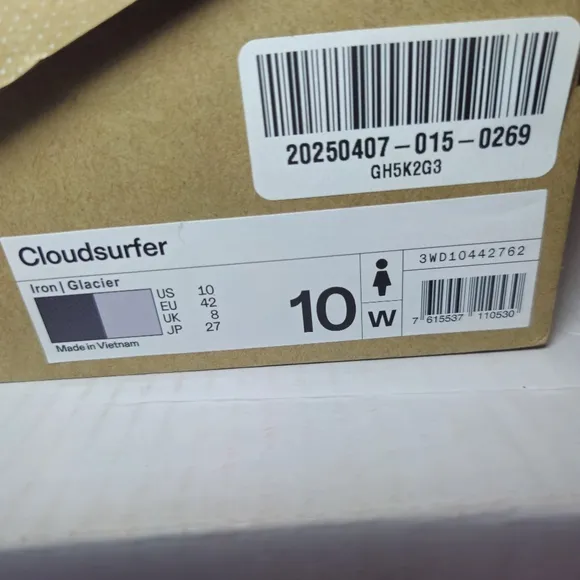 20250407-015-0269
GH5K2G3
Cloudsurfer
Iron | Glacier
US 10
EU 42
UK 8
JP 27
Made in Vietnam
10
W
3WD10442762
7 615537 110530